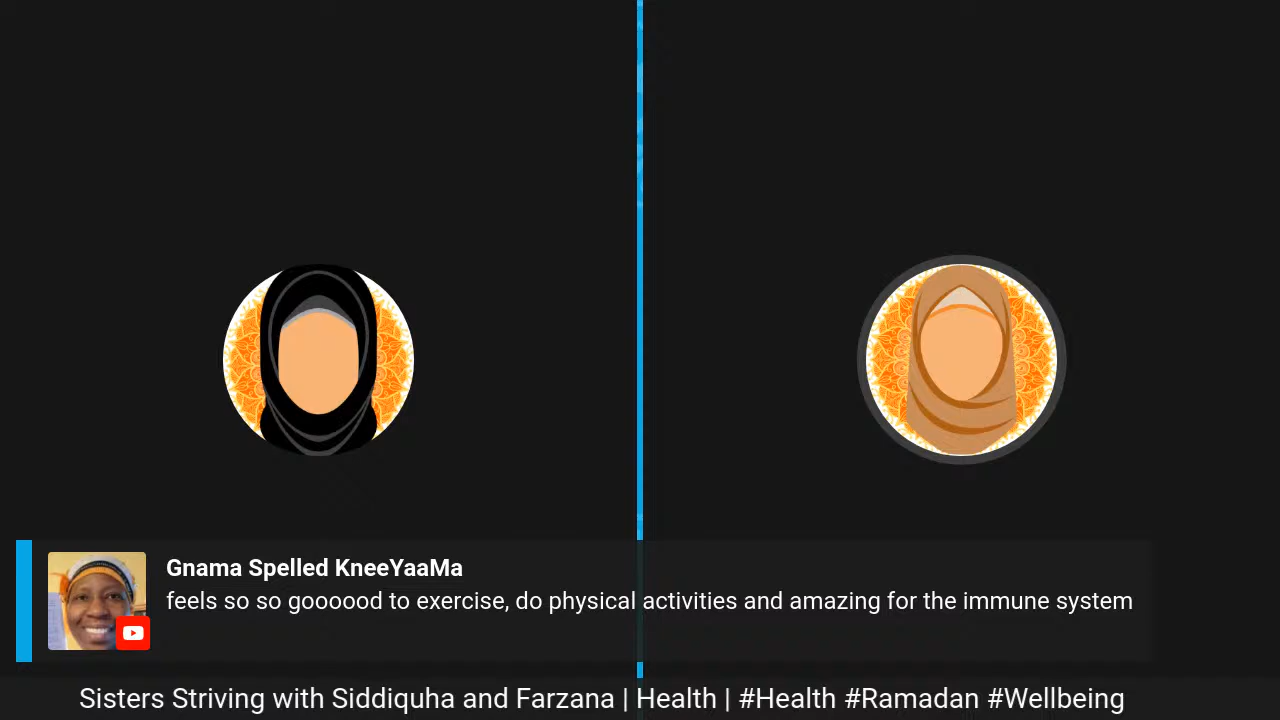 Gnama Spelled KneeYaaMa
feels so so goooood to exercise, do physical activities and amazing for the immune system
Sisters Striving with Siddiquha and Farzana | Health | #Health #Ramadan #Wellbeing